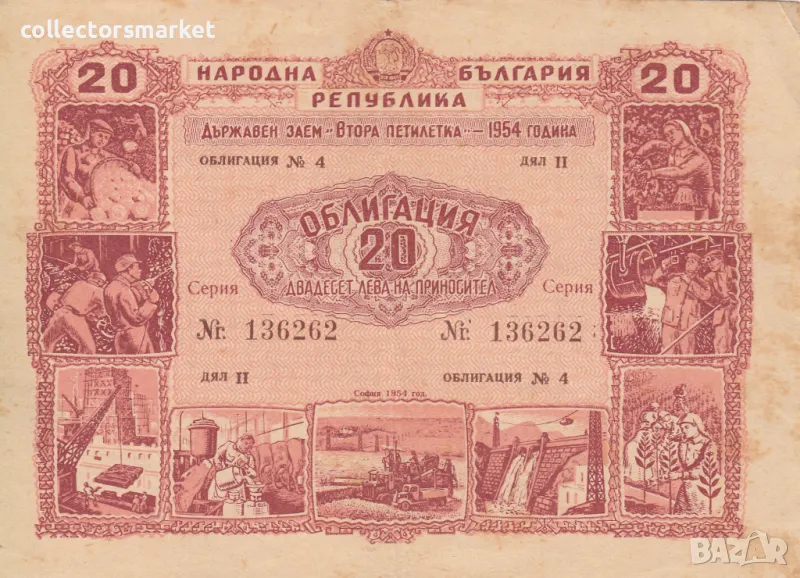 collectorsmarket
20 НАРОДНА БЪЛГАРИЯ 20
РЕПУБЛИКА
ДЪРЖАВЕН ЗАЕМ „ВТОРА ПЕТИЛЕТКА" — 1954 ГОДИНА
ОБЛИГАЦИЯ № 4 ДЯЛ II
ОБЛИГАЦИЯ
20
ДВАДЕСЕТ ЛЕВА НА ПРИНОСИТЕЛ
Серия Серия
№ 136262 № 136262
ДЯЛ II ОБЛИГАЦИЯ № 4
София 1954 год.
BAZAR